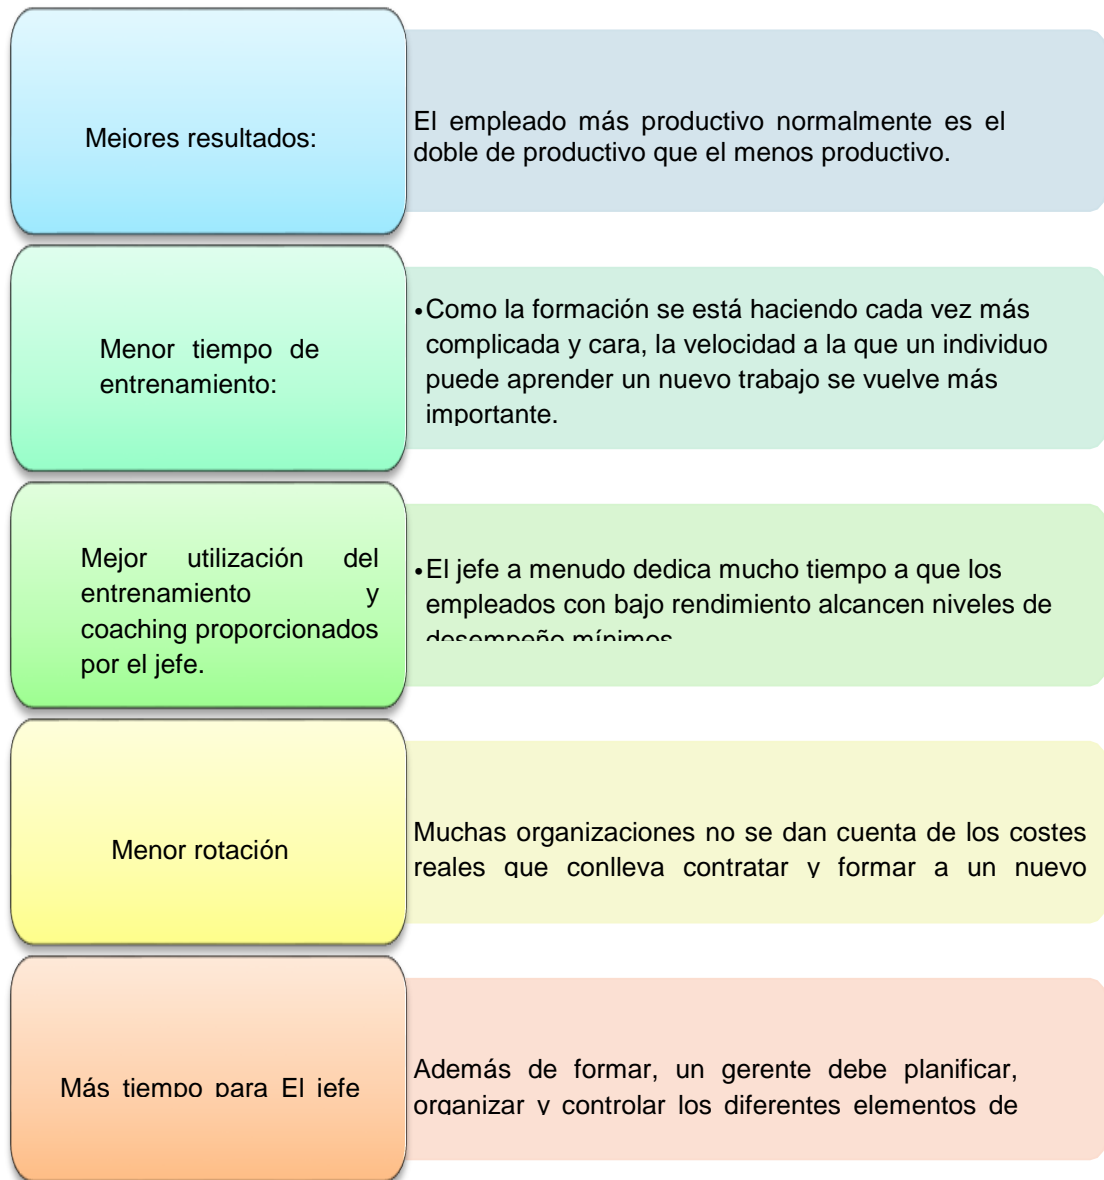 Mejores resultados:
El empleado más productivo normalmente es el
doble de productivo que el menos productivo.
Menor tiempo de
entrenamiento:
•Como la formación se está haciendo cada vez más
complicada y cara, la velocidad a la que un individuo
puede aprender un nuevo trabajo se vuelve más
importante.
Mejor utilización del
entrenamiento y
coaching proporcionados
por el jefe.
•El jefe a menudo dedica mucho tiempo a que los
empleados con bajo rendimiento alcancen niveles de
desempeño mínimos
Menor rotación
Muchas organizaciones no se dan cuenta de los costes
reales que conlleva contratar y formar a un nuevo
Más tiempo para El jefe
Además de formar, un gerente debe planificar,
organizar y controlar los diferentes elementos de